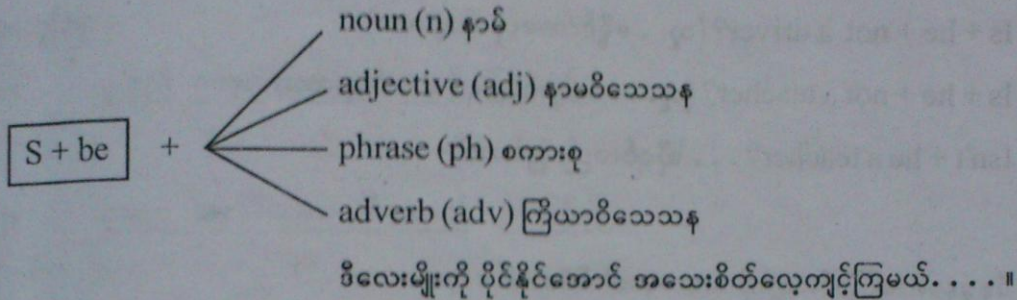 noun (n) နာမ်
adjective (adj) နာမဝိသေသန
S + be +
phrase (ph) စကားစု
adverb (adv) ကြိယာဝိသေသန
ဒီလေးမျိုးကို ပိုင်နိုင်အောင် အသေးစိတ်လေ့ကျင့်ကြမယ်. . . . ။